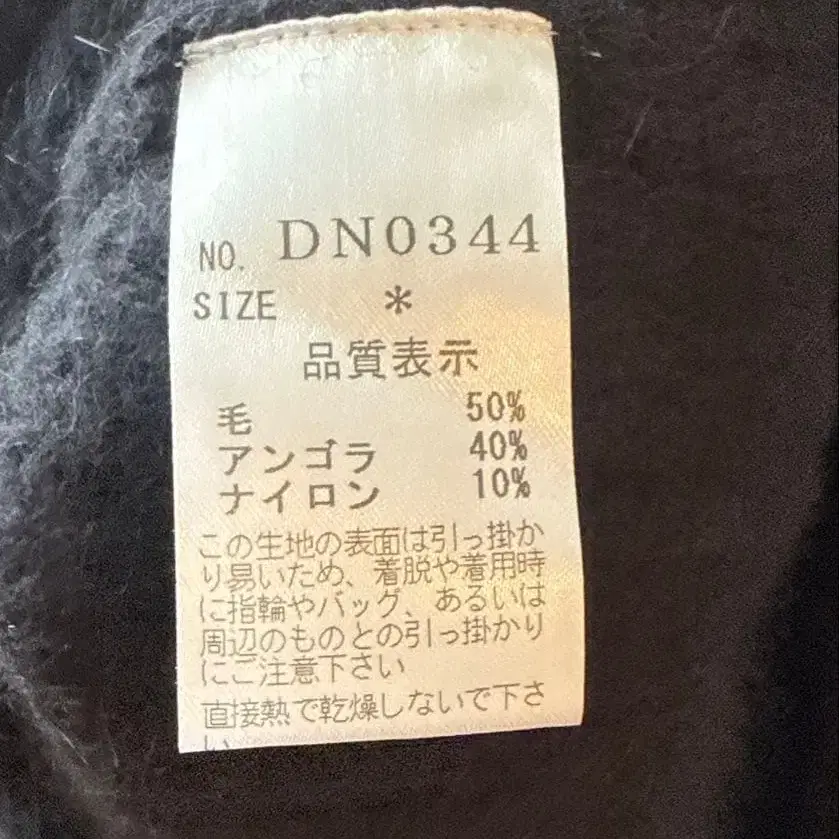 NO. DN0344
SIZE *
品質表示
毛 50%
アンゴラ 40%
ナイロン 10%
この生地の表面は引っ掛か
り易いため、着脱や着用時
に指輪やバッグ、あるいは
周辺のものとの引っ掛かり
にご注意下さい
直接熱で乾燥しないで下さ
い